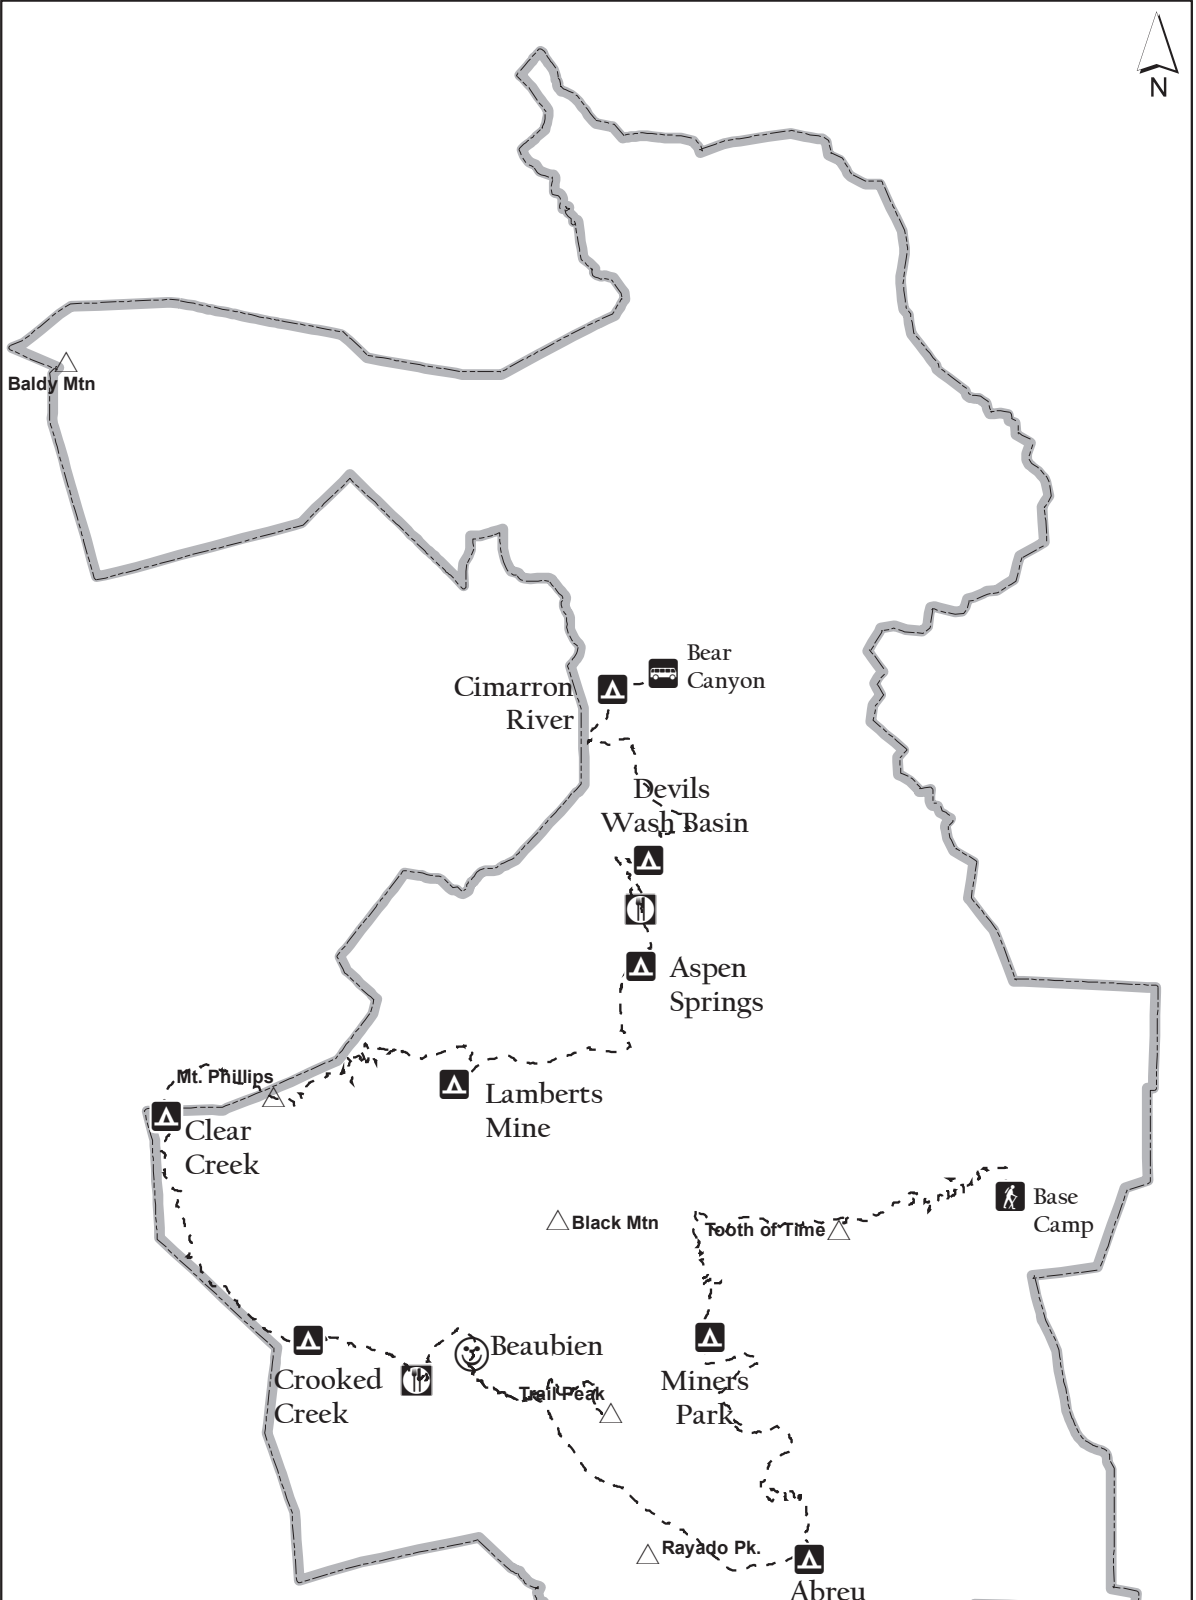 N
Baldy Mtn
Bear
Canyon
Cimarron
River
Devils
Wash Basin
Aspen
Springs
Mt. Phillips
Lamberts
Mine
Clear
Creek
Base
Camp
Black Mtn
Tooth of Time
Beaubien
Crooked
Creek
Trail Peak
Miners
Park
Rayado Pk.
Abreu